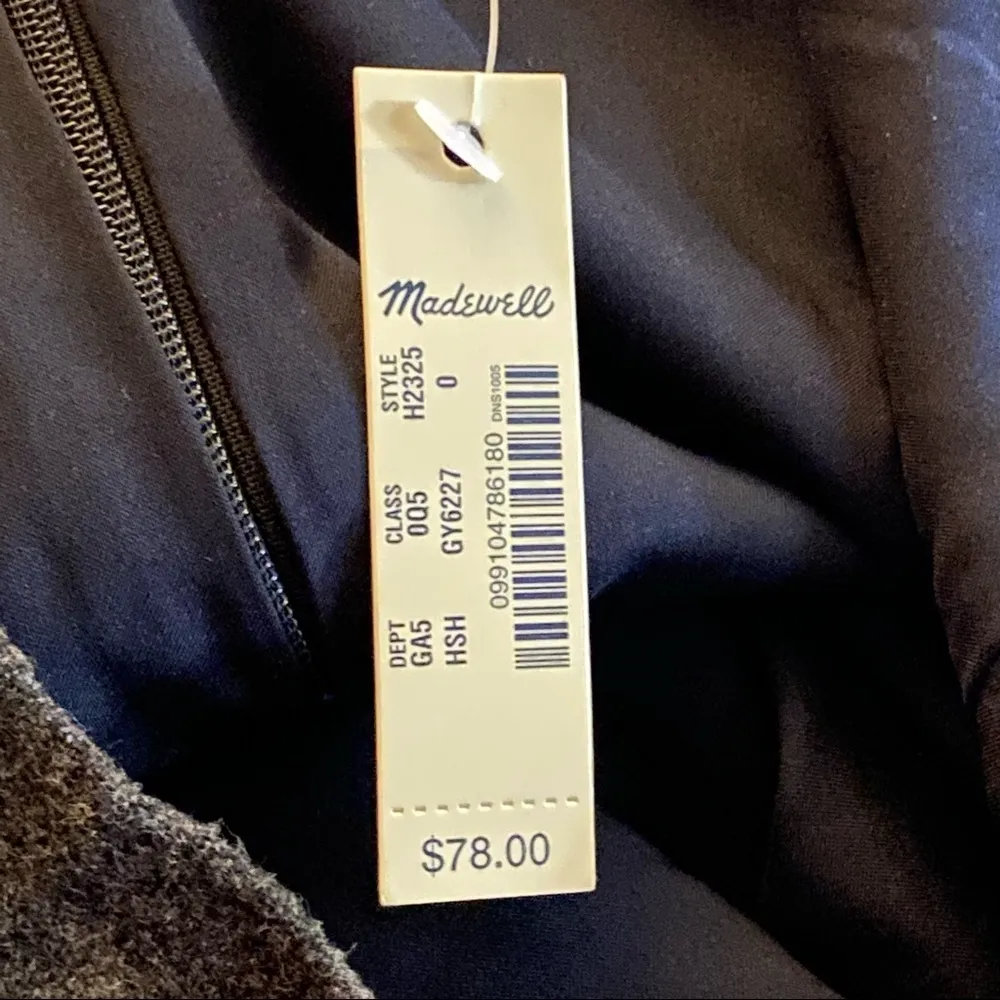 Madewell
DEPT CLASS STYLE
GA5 0Q5 H2325
HSH GY6227 0
099104786180 DNS1005
$78.00